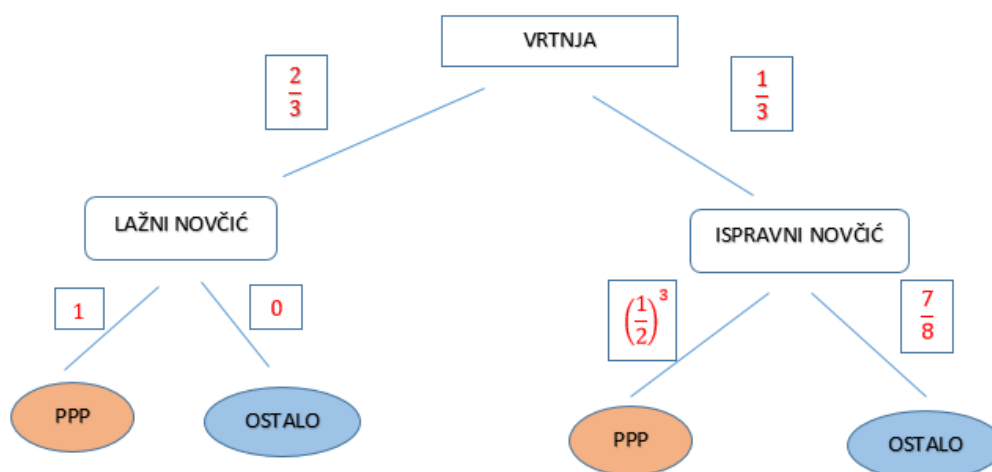 VRTNJA
2/3
1/3
LAŽNI NOVČIĆ
ISPRAVNI NOVČIĆ
1
0
(1/2)³
7/8
PPP
OSTALO
PPP
OSTALO